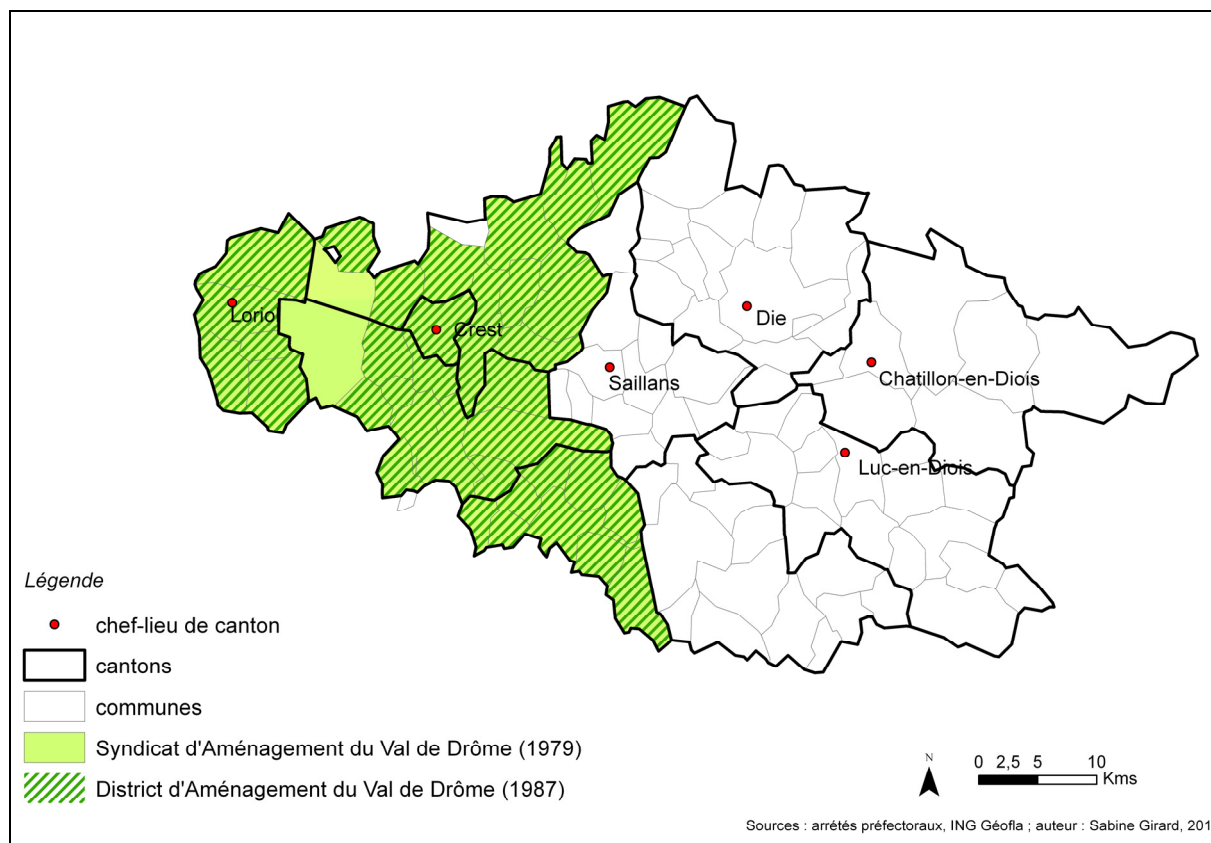 Loriol
Crest
Die
Saillans
Chatillon-en-Diois
Luc-en-Diois
Légende
chef-lieu de canton
cantons
communes
Syndicat d'Aménagement du Val de Drôme (1979)
District d'Aménagement du Val de Drôme (1987)
N
0 2,5 5 10
Kms
Sources : arrétés préfectoraux, ING Géofla ; auteur : Sabine Girard, 201